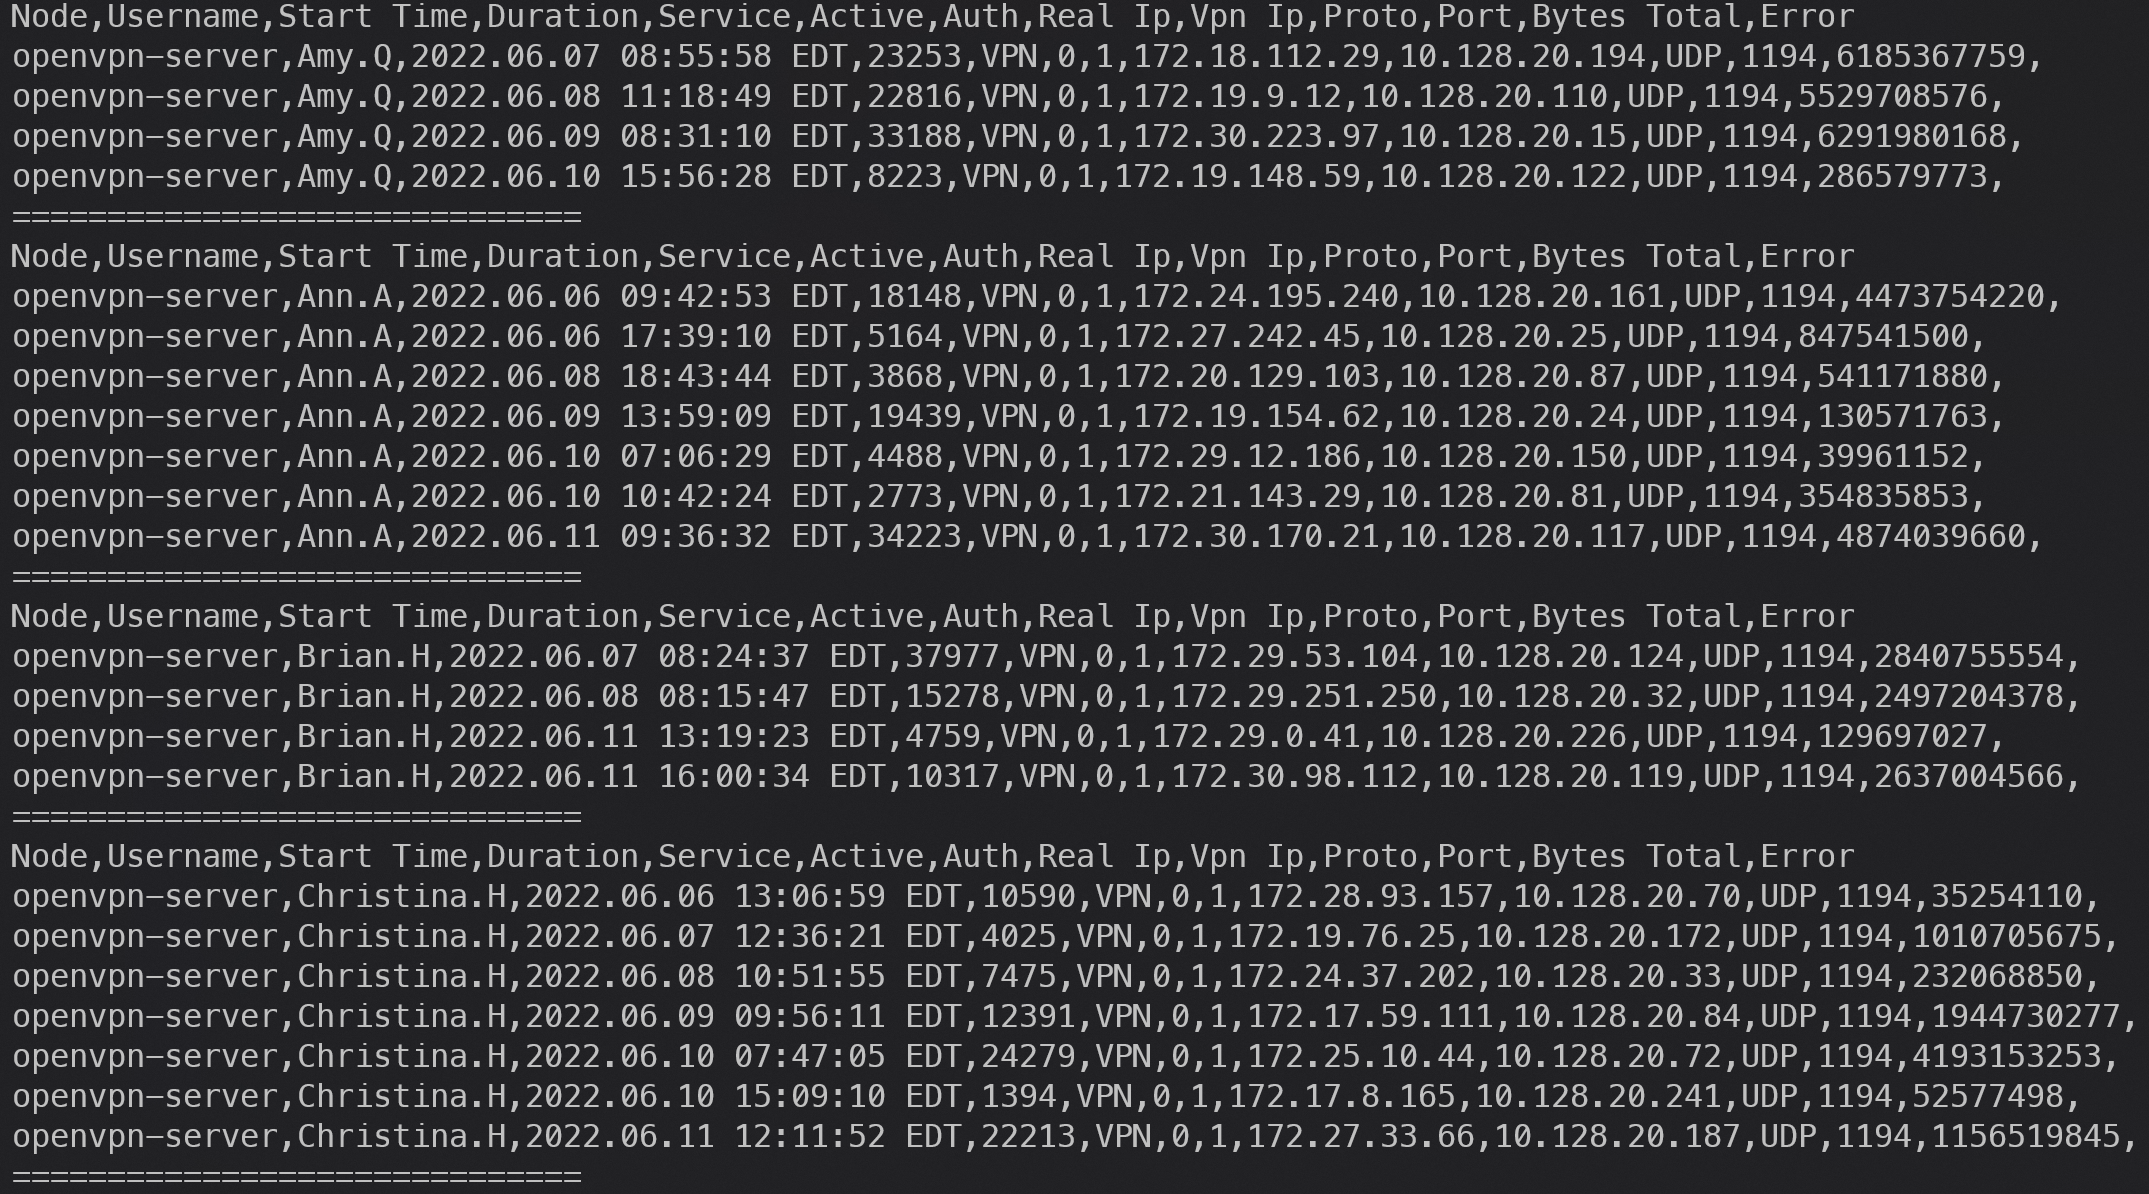 Node,Username,Start Time,Duration,Service,Active,Auth,Real Ip,Vpn Ip,Proto,Port,Bytes Total,Error
openvpn-server,Amy.Q,2022.06.07 08:55:58 EDT,23253,VPN,0,1,172.18.112.29,10.128.20.194,UDP,1194,6185367759,
openvpn-server,Amy.Q,2022.06.08 11:18:49 EDT,22816,VPN,0,1,172.19.9.12,10.128.20.110,UDP,1194,5529708576,
openvpn-server,Amy.Q,2022.06.09 08:31:10 EDT,33188,VPN,0,1,172.30.223.97,10.128.20.15,UDP,1194,6291980168,
openvpn-server,Amy.Q,2022.06.10 15:56:28 EDT,8223,VPN,0,1,172.19.148.59,10.128.20.122,UDP,1194,286579773,
==============================
Node,Username,Start Time,Duration,Service,Active,Auth,Real Ip,Vpn Ip,Proto,Port,Bytes Total,Error
openvpn-server,Ann.A,2022.06.06 09:42:53 EDT,18148,VPN,0,1,172.24.195.240,10.128.20.161,UDP,1194,4473754220,
openvpn-server,Ann.A,2022.06.06 17:39:10 EDT,5164,VPN,0,1,172.27.242.45,10.128.20.25,UDP,1194,847541500,
openvpn-server,Ann.A,2022.06.08 18:43:44 EDT,3868,VPN,0,1,172.20.129.103,10.128.20.87,UDP,1194,541171880,
openvpn-server,Ann.A,2022.06.09 13:59:09 EDT,19439,VPN,0,1,172.19.154.62,10.128.20.24,UDP,1194,130571763,
openvpn-server,Ann.A,2022.06.10 07:06:29 EDT,4488,VPN,0,1,172.29.12.186,10.128.20.150,UDP,1194,39961152,
openvpn-server,Ann.A,2022.06.10 10:42:24 EDT,2773,VPN,0,1,172.21.143.29,10.128.20.81,UDP,1194,354835853,
openvpn-server,Ann.A,2022.06.11 09:36:32 EDT,34223,VPN,0,1,172.30.170.21,10.128.20.117,UDP,1194,4874039660,
==============================
Node,Username,Start Time,Duration,Service,Active,Auth,Real Ip,Vpn Ip,Proto,Port,Bytes Total,Error
openvpn-server,Brian.H,2022.06.07 08:24:37 EDT,37977,VPN,0,1,172.29.53.104,10.128.20.124,UDP,1194,2840755554,
openvpn-server,Brian.H,2022.06.08 08:15:47 EDT,15278,VPN,0,1,172.29.251.250,10.128.20.32,UDP,1194,2497204378,
openvpn-server,Brian.H,2022.06.11 13:19:23 EDT,4759,VPN,0,1,172.29.0.41,10.128.20.226,UDP,1194,129697027,
openvpn-server,Brian.H,2022.06.11 16:00:34 EDT,10317,VPN,0,1,172.30.98.112,10.128.20.119,UDP,1194,2637004566,
==============================
Node,Username,Start Time,Duration,Service,Active,Auth,Real Ip,Vpn Ip,Proto,Port,Bytes Total,Error
openvpn-server,Christina.H,2022.06.06 13:06:59 EDT,10590,VPN,0,1,172.28.93.157,10.128.20.70,UDP,1194,35254110,
openvpn-server,Christina.H,2022.06.07 12:36:21 EDT,4025,VPN,0,1,172.19.76.25,10.128.20.172,UDP,1194,1010705675,
openvpn-server,Christina.H,2022.06.08 10:51:55 EDT,7475,VPN,0,1,172.24.37.202,10.128.20.33,UDP,1194,232068850,
openvpn-server,Christina.H,2022.06.09 09:56:11 EDT,12391,VPN,0,1,172.17.59.111,10.128.20.84,UDP,1194,1944730277,
openvpn-server,Christina.H,2022.06.10 07:47:05 EDT,24279,VPN,0,1,172.25.10.44,10.128.20.72,UDP,1194,4193153253,
openvpn-server,Christina.H,2022.06.10 15:09:10 EDT,1394,VPN,0,1,172.17.8.165,10.128.20.241,UDP,1194,52577498,
openvpn-server,Christina.H,2022.06.11 12:11:52 EDT,22213,VPN,0,1,172.27.33.66,10.128.20.187,UDP,1194,1156519845,
==============================